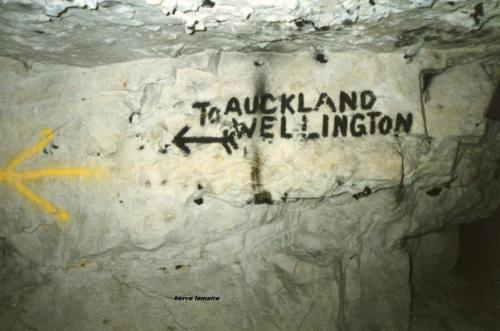 To AUCKLAND
WELLINGTON
herve lemaire